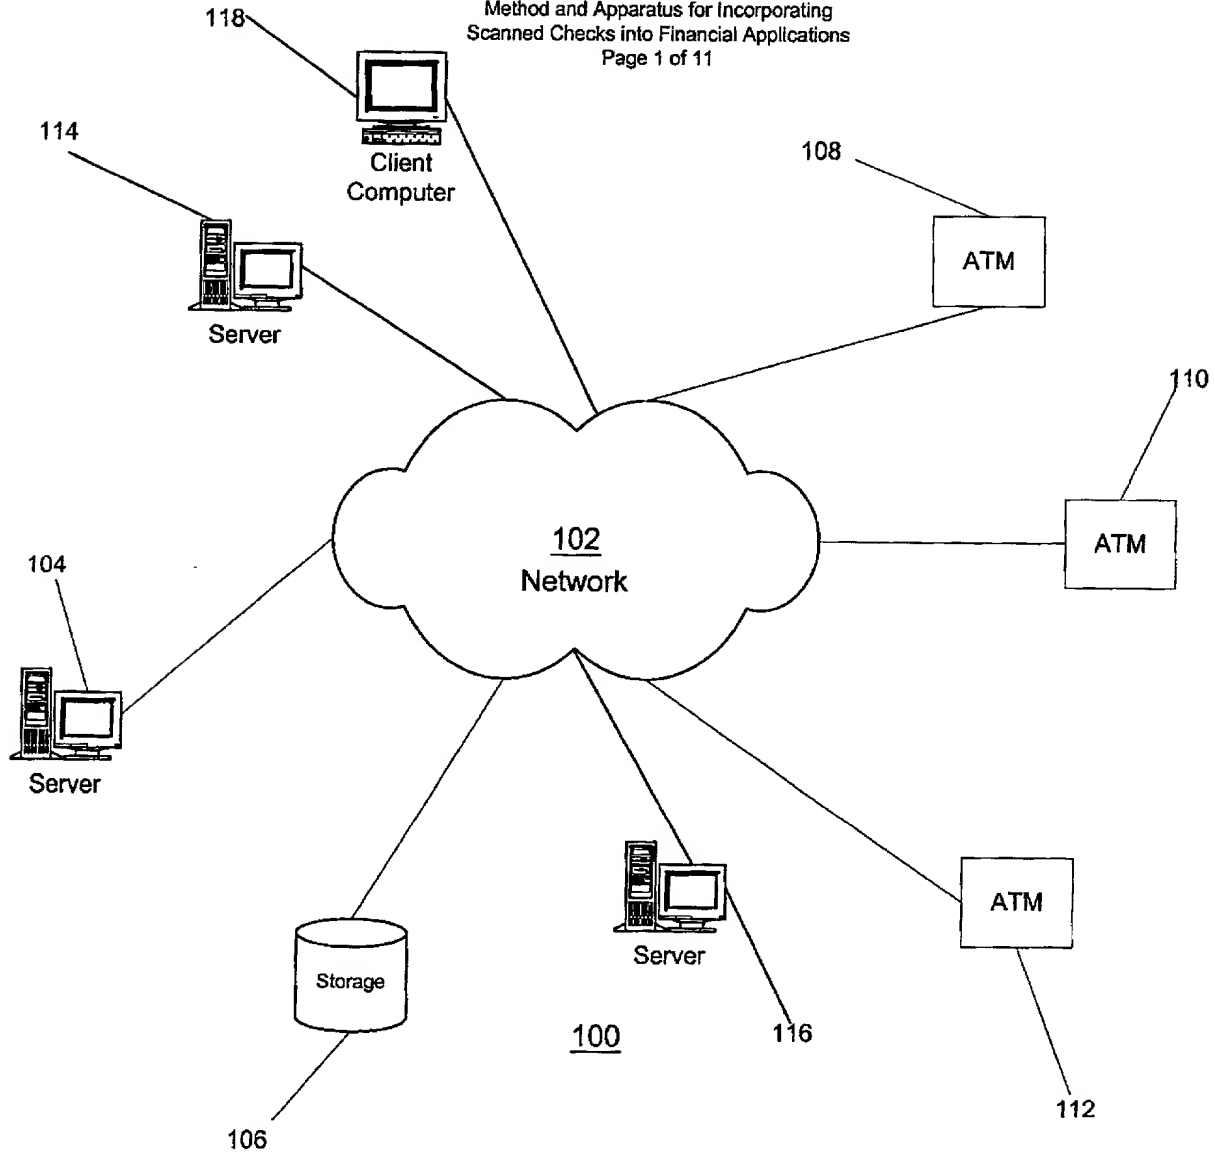 Method and Apparatus for Incorporating
Scanned Checks into Financial Applications
Page 1 of 11
118
114
Client
Computer
108
ATM
Server
110
102
Network
ATM
104
Server
ATM
Server
Storage
100
116
112
106